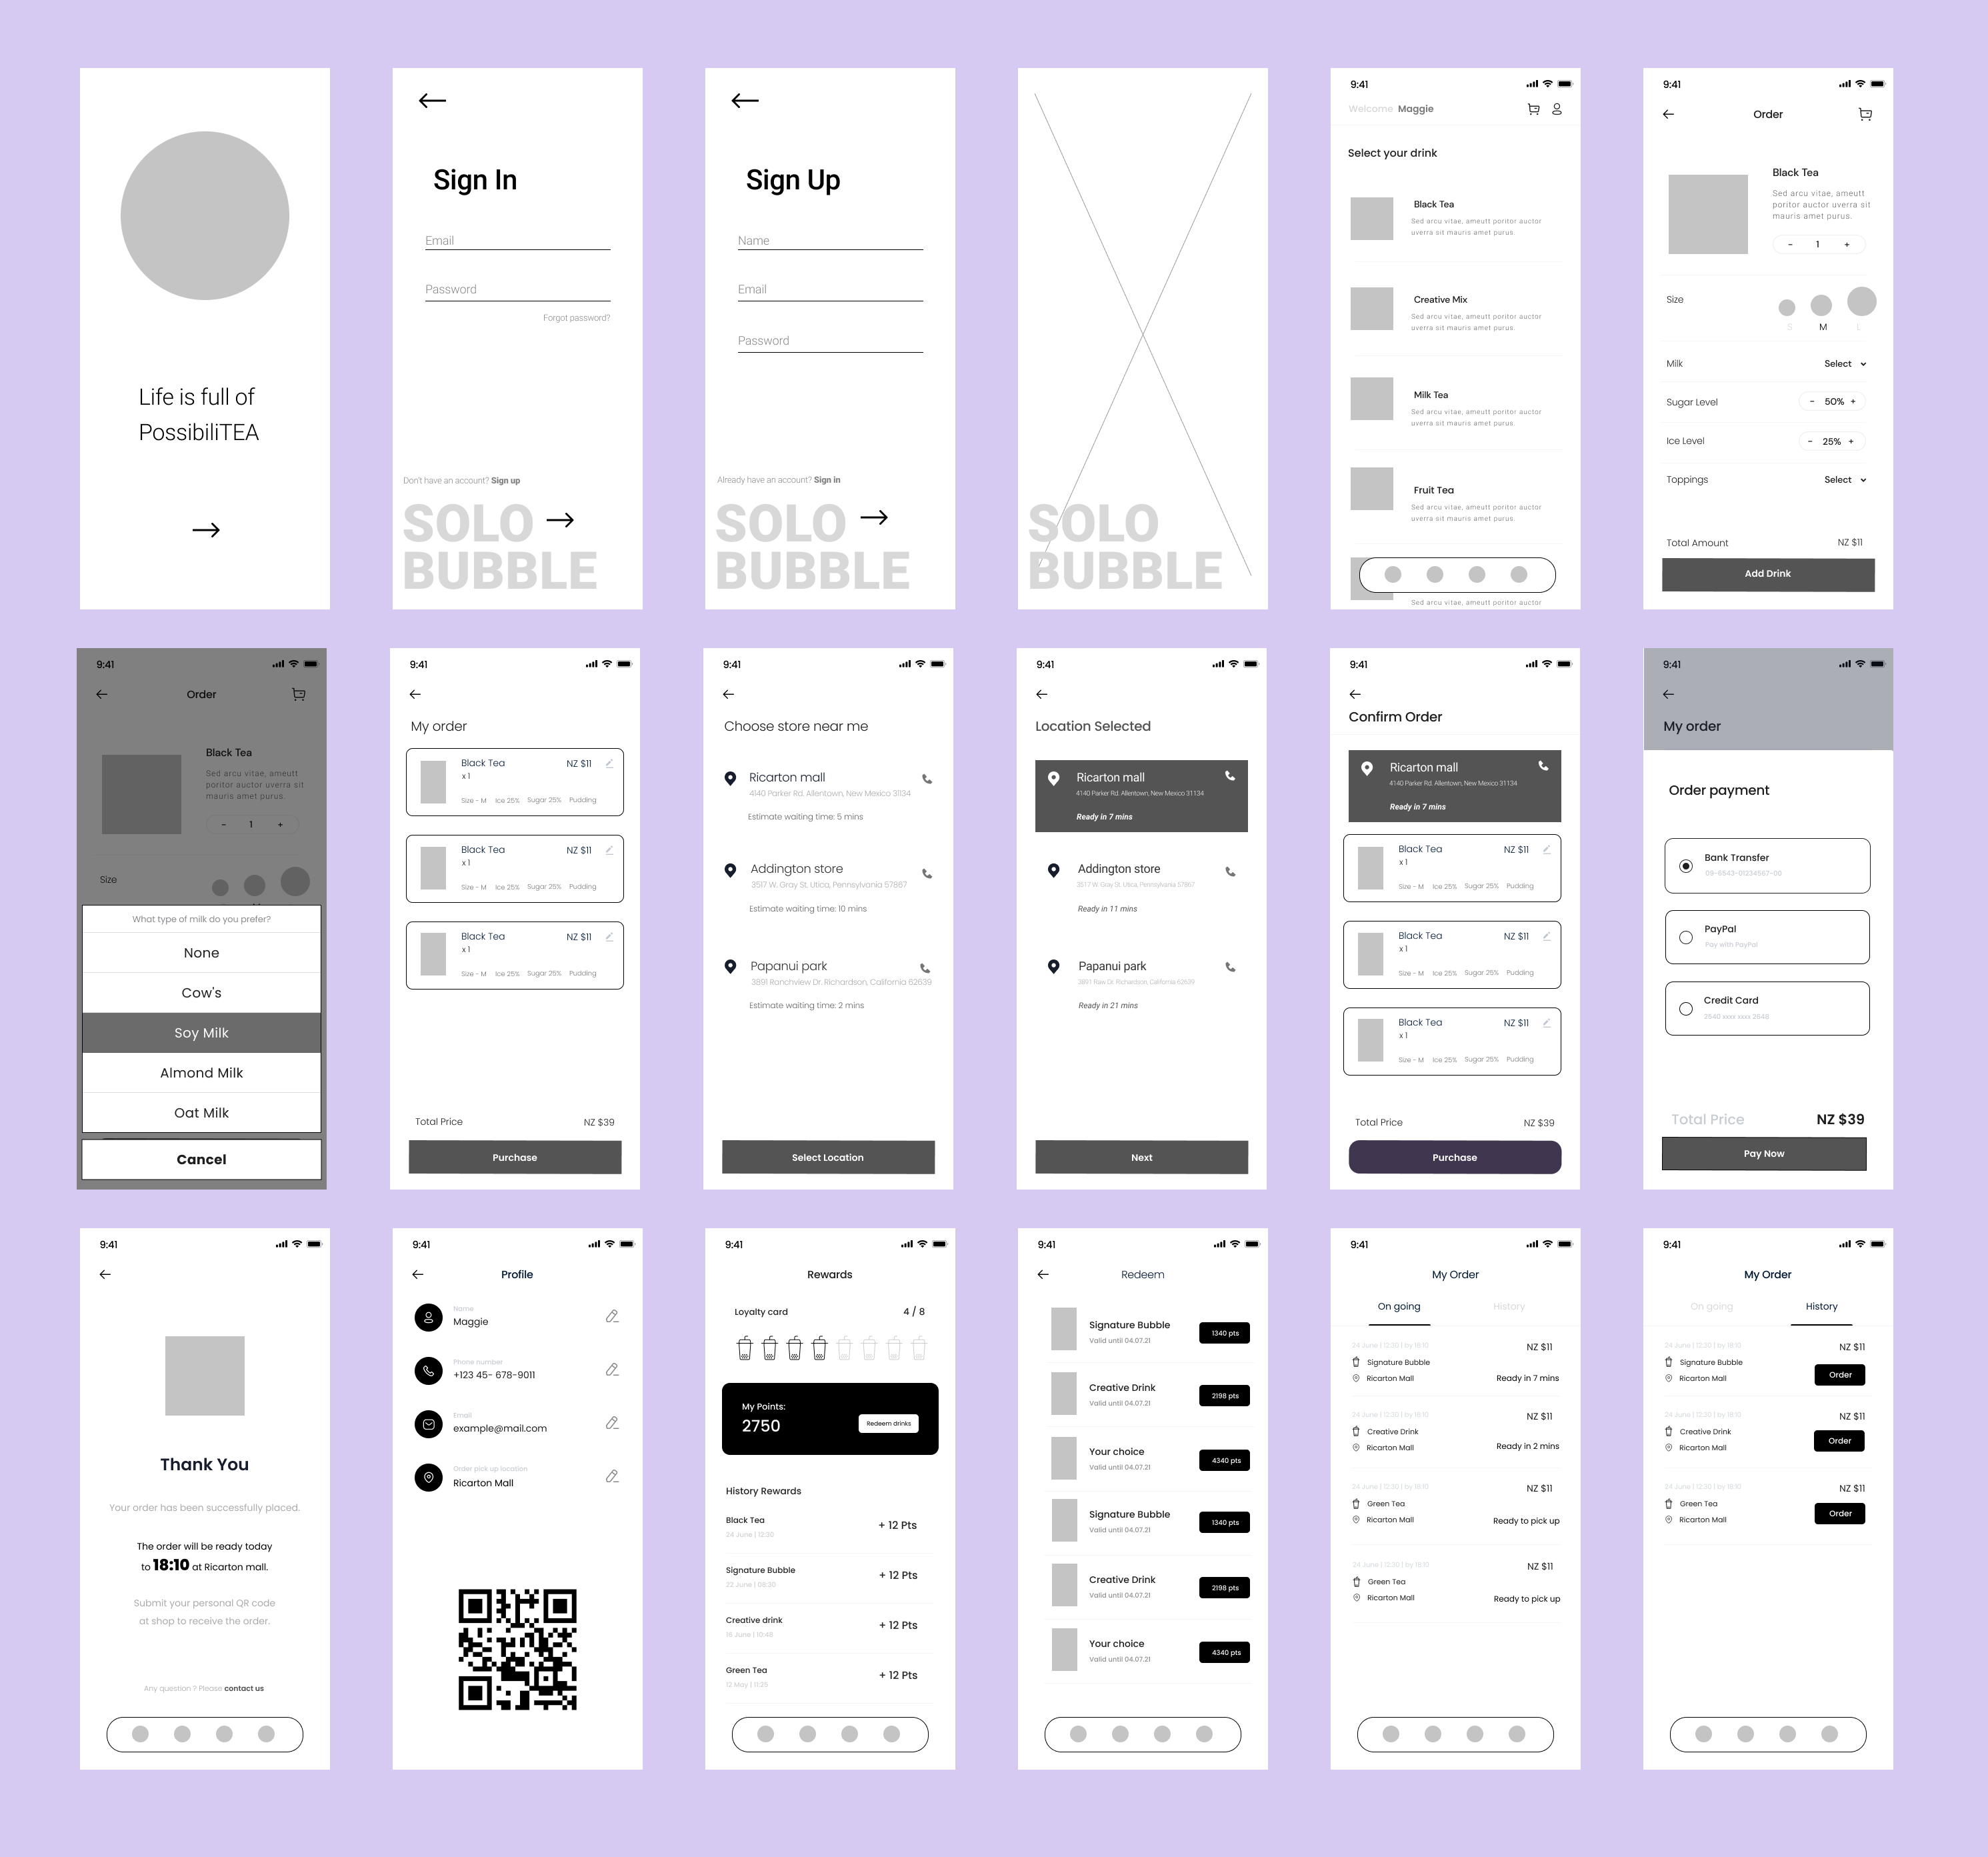 Life is full of
PossibiliTEA
Sign In
Email
Password
Forgot password?
Don't have an account? Sign up
SOLO
BUBBLE
Sign Up
Name
Email
Password
Already have an account? Sign in
SOLO
BUBBLE
SOLO
BUBBLE
9:41
Welcome Maggie
Select your drink
Black Tea
Sed arcu vitae, ameutt poritor auctor
uverra sit mauris amet purus.
Creative Mix
Sed arcu vitae, ameutt poritor auctor
uverra sit mauris amet purus.
Milk Tea
Sed arcu vitae, ameutt poritor auctor
uverra sit mauris amet purus.
Fruit Tea
Sed arcu vitae, ameutt poritor auctor
uverra sit mauris amet purus.
Sed arcu vitae, ameutt poritor auctor
9:41
Order
Black Tea
Sed arcu vitae, ameutt
poritor auctor uverra sit
mauris amet purus.
- 1 +
Size
S M L
Milk Select
Sugar Level - 50% +
Ice Level - 25% +
Toppings Select
Total Amount NZ $11
Add Drink
9:41
Order
Black Tea
Sed arcu vitae, ameutt
poritor auctor uverra sit
mauris amet purus.
- 1 +
Size
What type of milk do you prefer?
None
Cow's
Soy Milk
Almond Milk
Oat Milk
Cancel
9:41
My order
Black Tea NZ $11
x 1
Size - M Ice 25% Sugar 25% Pudding
Black Tea NZ $11
x 1
Size - M Ice 25% Sugar 25% Pudding
Black Tea NZ $11
x 1
Size - M Ice 25% Sugar 25% Pudding
Total Price NZ $39
Purchase
9:41
Choose store near me
Ricarton mall
4140 Parker Rd. Allentown, New Mexico 31134
Estimate waiting time: 5 mins
Addington store
3517 W. Gray St. Utica, Pennsylvania 57867
Estimate waiting time: 10 mins
Papanui park
3891 Ranchview Dr. Richardson, California 62639
Estimate waiting time: 2 mins
Select Location
9:41
Location Selected
Ricarton mall
4140 Parker Rd. Allentown, New Mexico 31134
Ready in 7 mins
Addington store
3517 W. Gray St. Utica, Pennsylvania 57867
Ready in 11 mins
Papanui park
3891 Raw Dr. Richardson, California 62639
Ready in 21 mins
Next
9:41
Confirm Order
Ricarton mall
4140 Parker Rd. Allentown, New Mexico 31134
Ready in 7 mins
Black Tea NZ $11
x 1
Size - M Ice 25% Sugar 25% Pudding
Black Tea NZ $11
x 1
Size - M Ice 25% Sugar 25% Pudding
Black Tea NZ $11
x 1
Size - M Ice 25% Sugar 25% Pudding
Total Price NZ $39
Purchase
9:41
My order
Order payment
Bank Transfer
09-6543-01234567-00
PayPal
Pay with PayPal
Credit Card
2540 xxxx xxxx 2648
Total Price NZ $39
Pay Now
9:41
Thank You
Your order has been successfully placed.
The order will be ready today
to 18:10 at Ricarton mall.
Submit your personal QR code
at shop to receive the order.
Any question ? Please contact us
9:41
Profile
Name
Maggie
Phone number
+123 45- 678-9011
Email
example@mail.com
Order pick up location
Ricarton Mall
9:41
Rewards
Loyalty card 4 / 8
My Points:
2750
Redeem drinks
History Rewards
Black Tea
24 June | 12:30
+ 12 Pts
Signature Bubble
22 June | 08:30
+ 12 Pts
Creative drink
16 June | 10:48
+ 12 Pts
Green Tea
12 May | 11:25
+ 12 Pts
9:41
Redeem
Signature Bubble
Valid until 04.07.21
1340 pts
Creative Drink
Valid until 04.07.21
2198 pts
Your choice
Valid until 04.07.21
4340 pts
Signature Bubble
Valid until 04.07.21
1340 pts
Creative Drink
Valid until 04.07.21
2198 pts
Your choice
Valid until 04.07.21
4340 pts
9:41
My Order
On going History
24 June | 12:30 | by 18:10 NZ $11
Signature Bubble
Ricarton Mall Ready in 7 mins
24 June | 12:30 | by 18:10 NZ $11
Creative Drink
Ricarton Mall Ready in 2 mins
24 June | 12:30 | by 18:10 NZ $11
Green Tea
Ricarton Mall Ready to pick up
24 June | 12:30 | by 18:10 NZ $11
Green Tea
Ricarton Mall Ready to pick up
9:41
My Order
On going History
24 June | 12:30 | by 18:10 NZ $11
Signature Bubble
Ricarton Mall
Order
24 June | 12:30 | by 18:10 NZ $11
Creative Drink
Ricarton Mall
Order
24 June | 12:30 | by 18:10 NZ $11
Green Tea
Ricarton Mall
Order